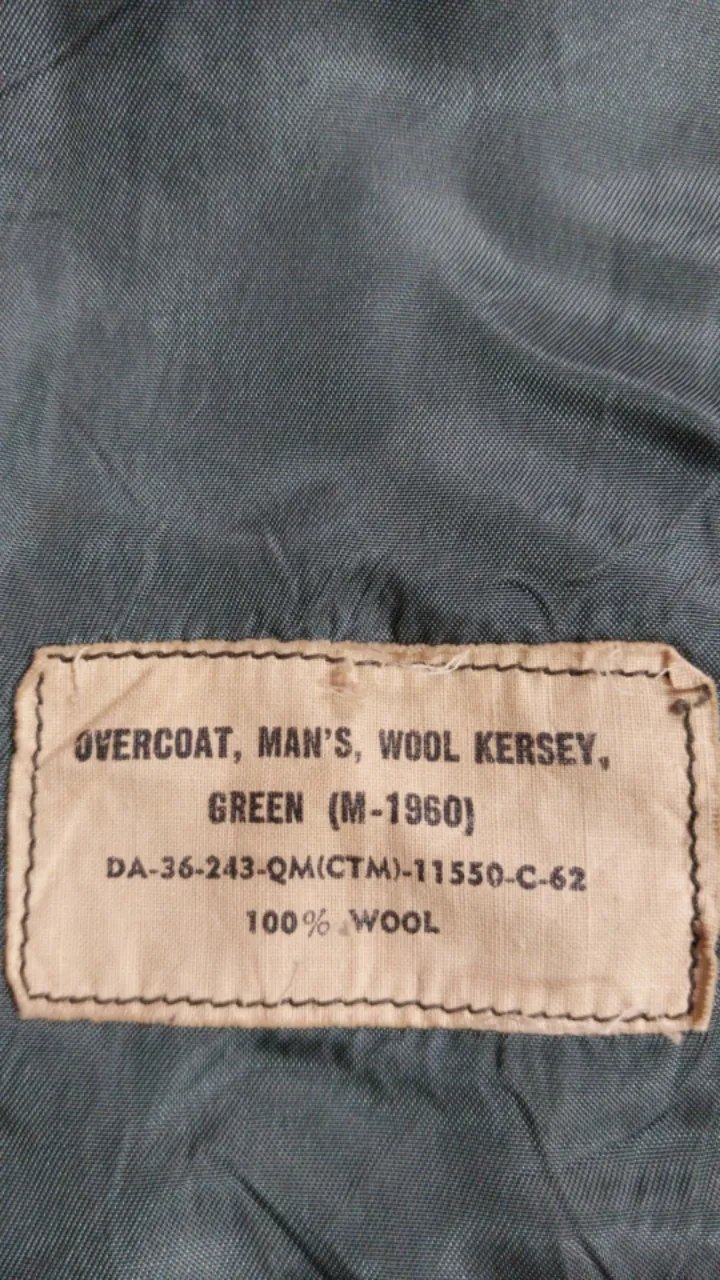 OVERCOAT, MAN'S, WOOL KERSEY,
GREEN (M-1960)
DA-36-243-QM(CTM)-11550-C-62
100% WOOL